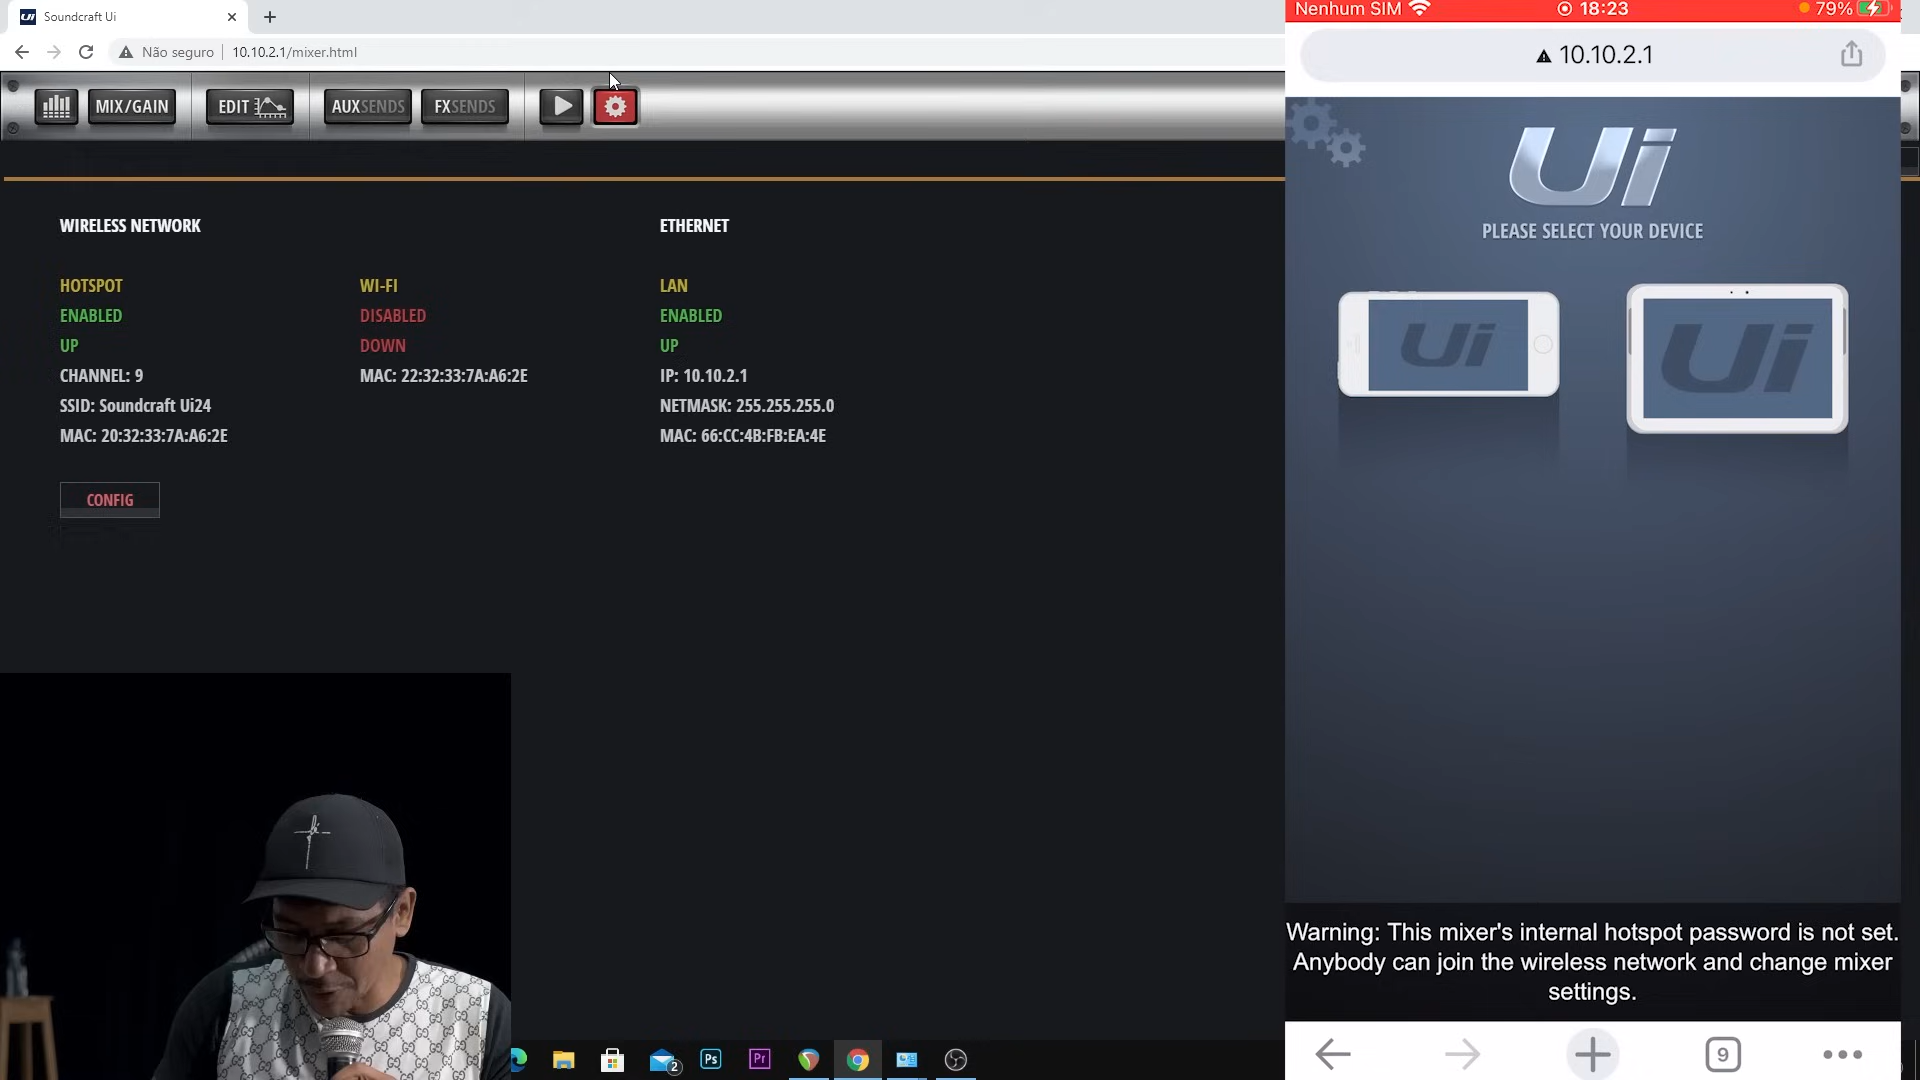 Soundcraft Ui
Não seguro 10.10.2.1/mixer.html
MIX/GAIN
EDIT
AUXSENDS
FXSENDS
WIRELESS NETWORK
HOTSPOT
ENABLED
UP
CHANNEL: 9
SSID: Soundcraft Ui24
MAC: 20:32:33:7A:A6:2E
CONFIG
WI-FI
DISABLED
DOWN
MAC: 22:32:33:7A:A6:2E
ETHERNET
LAN
ENABLED
UP
IP: 10.10.2.1
NETMASK: 255.255.255.0
MAC: 66:CC:4B:FB:EA:4E
Nenhum SIM 18:23 79%
10.10.2.1
Ui
PLEASE SELECT YOUR DEVICE
Ui
Ui
Warning: This mixer's internal hotspot password is not set.
Anybody can join the wireless network and change mixer
settings.
9
2
Ps
Pr